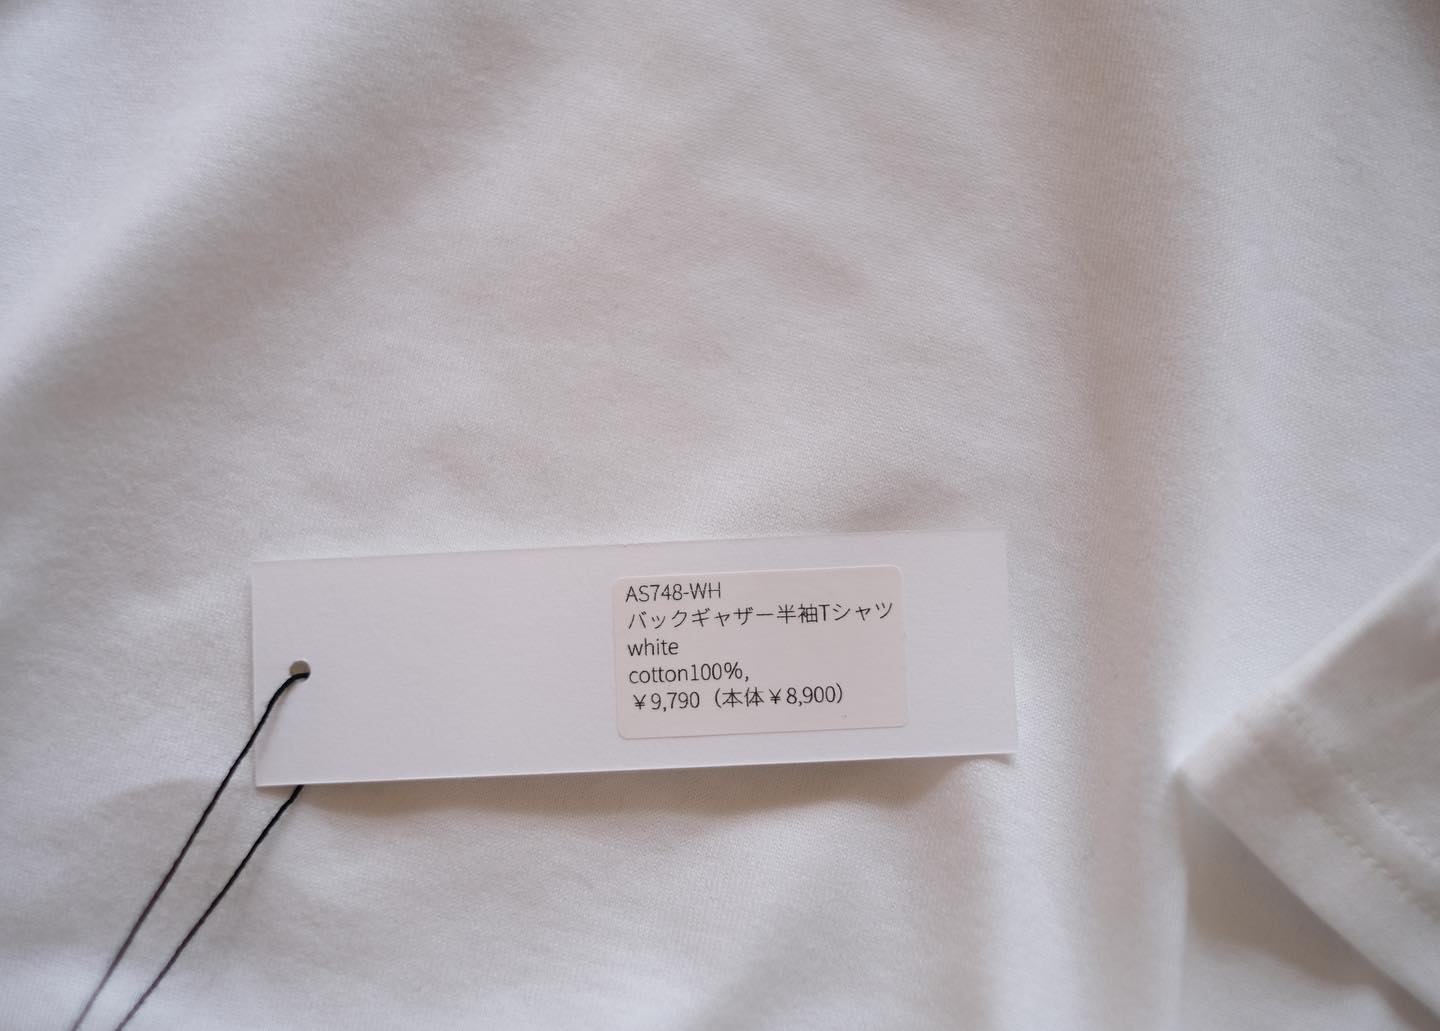 AS748-WH
バックギャザー半袖Tシャツ
white
cotton100%,
￥9,790（本体￥8,900）